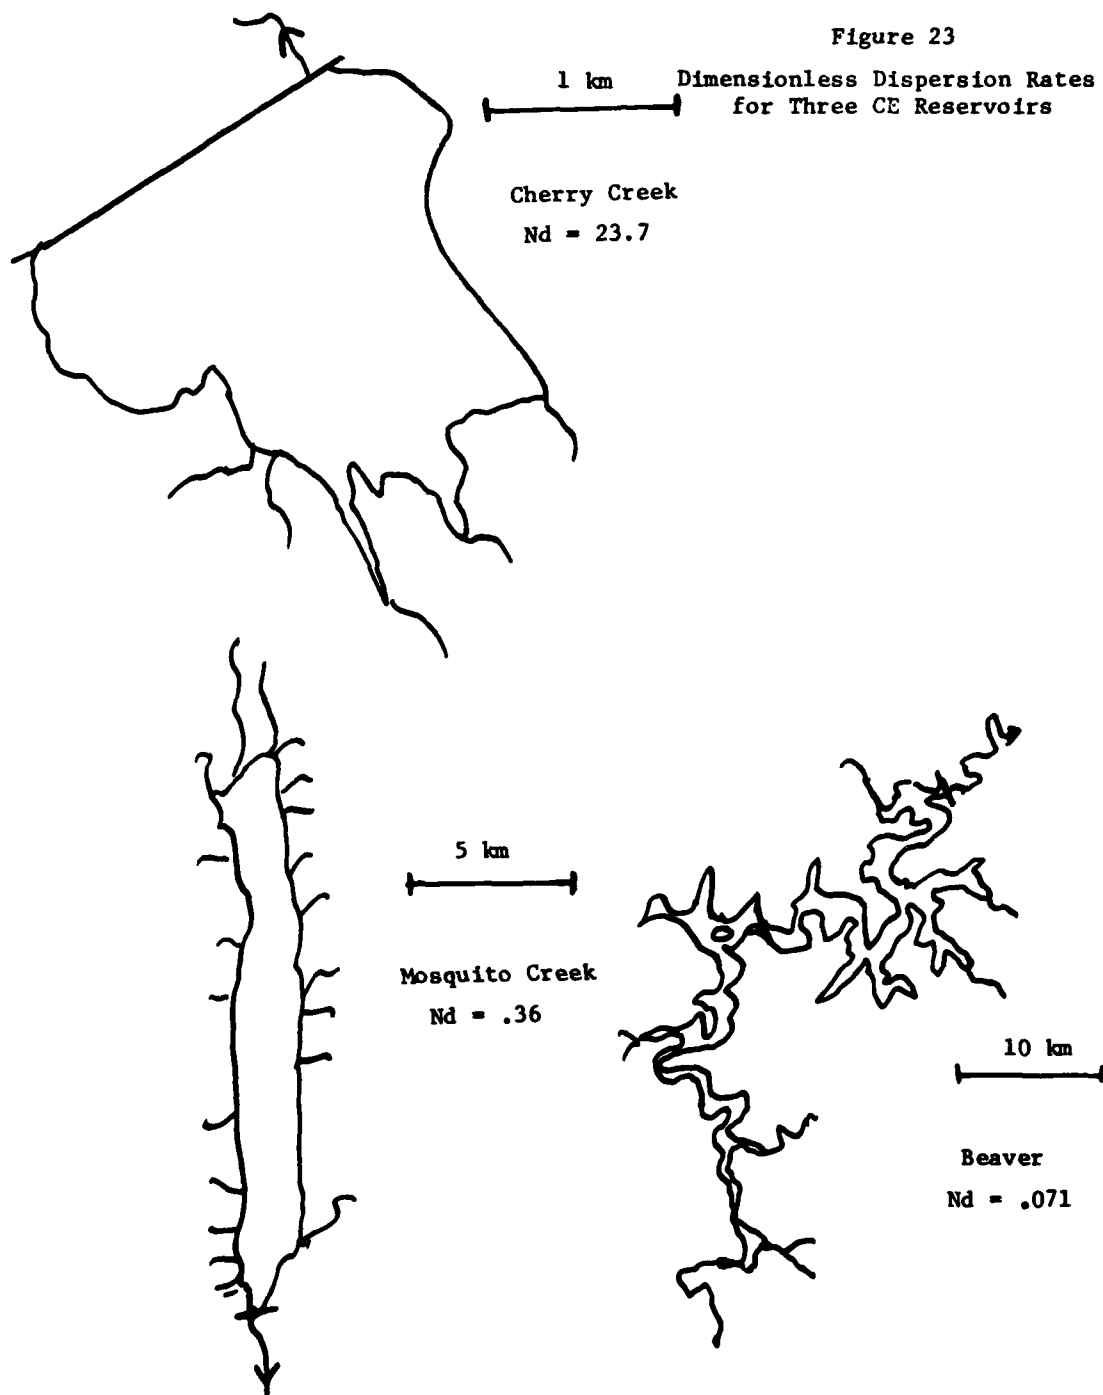 Figure 23
Dimensionless Dispersion Rates
for Three CE Reservoirs
1 km
Cherry Creek
Nd = 23.7
5 km
Mosquito Creek
Nd = .36
10 km
Beaver
Nd = .071